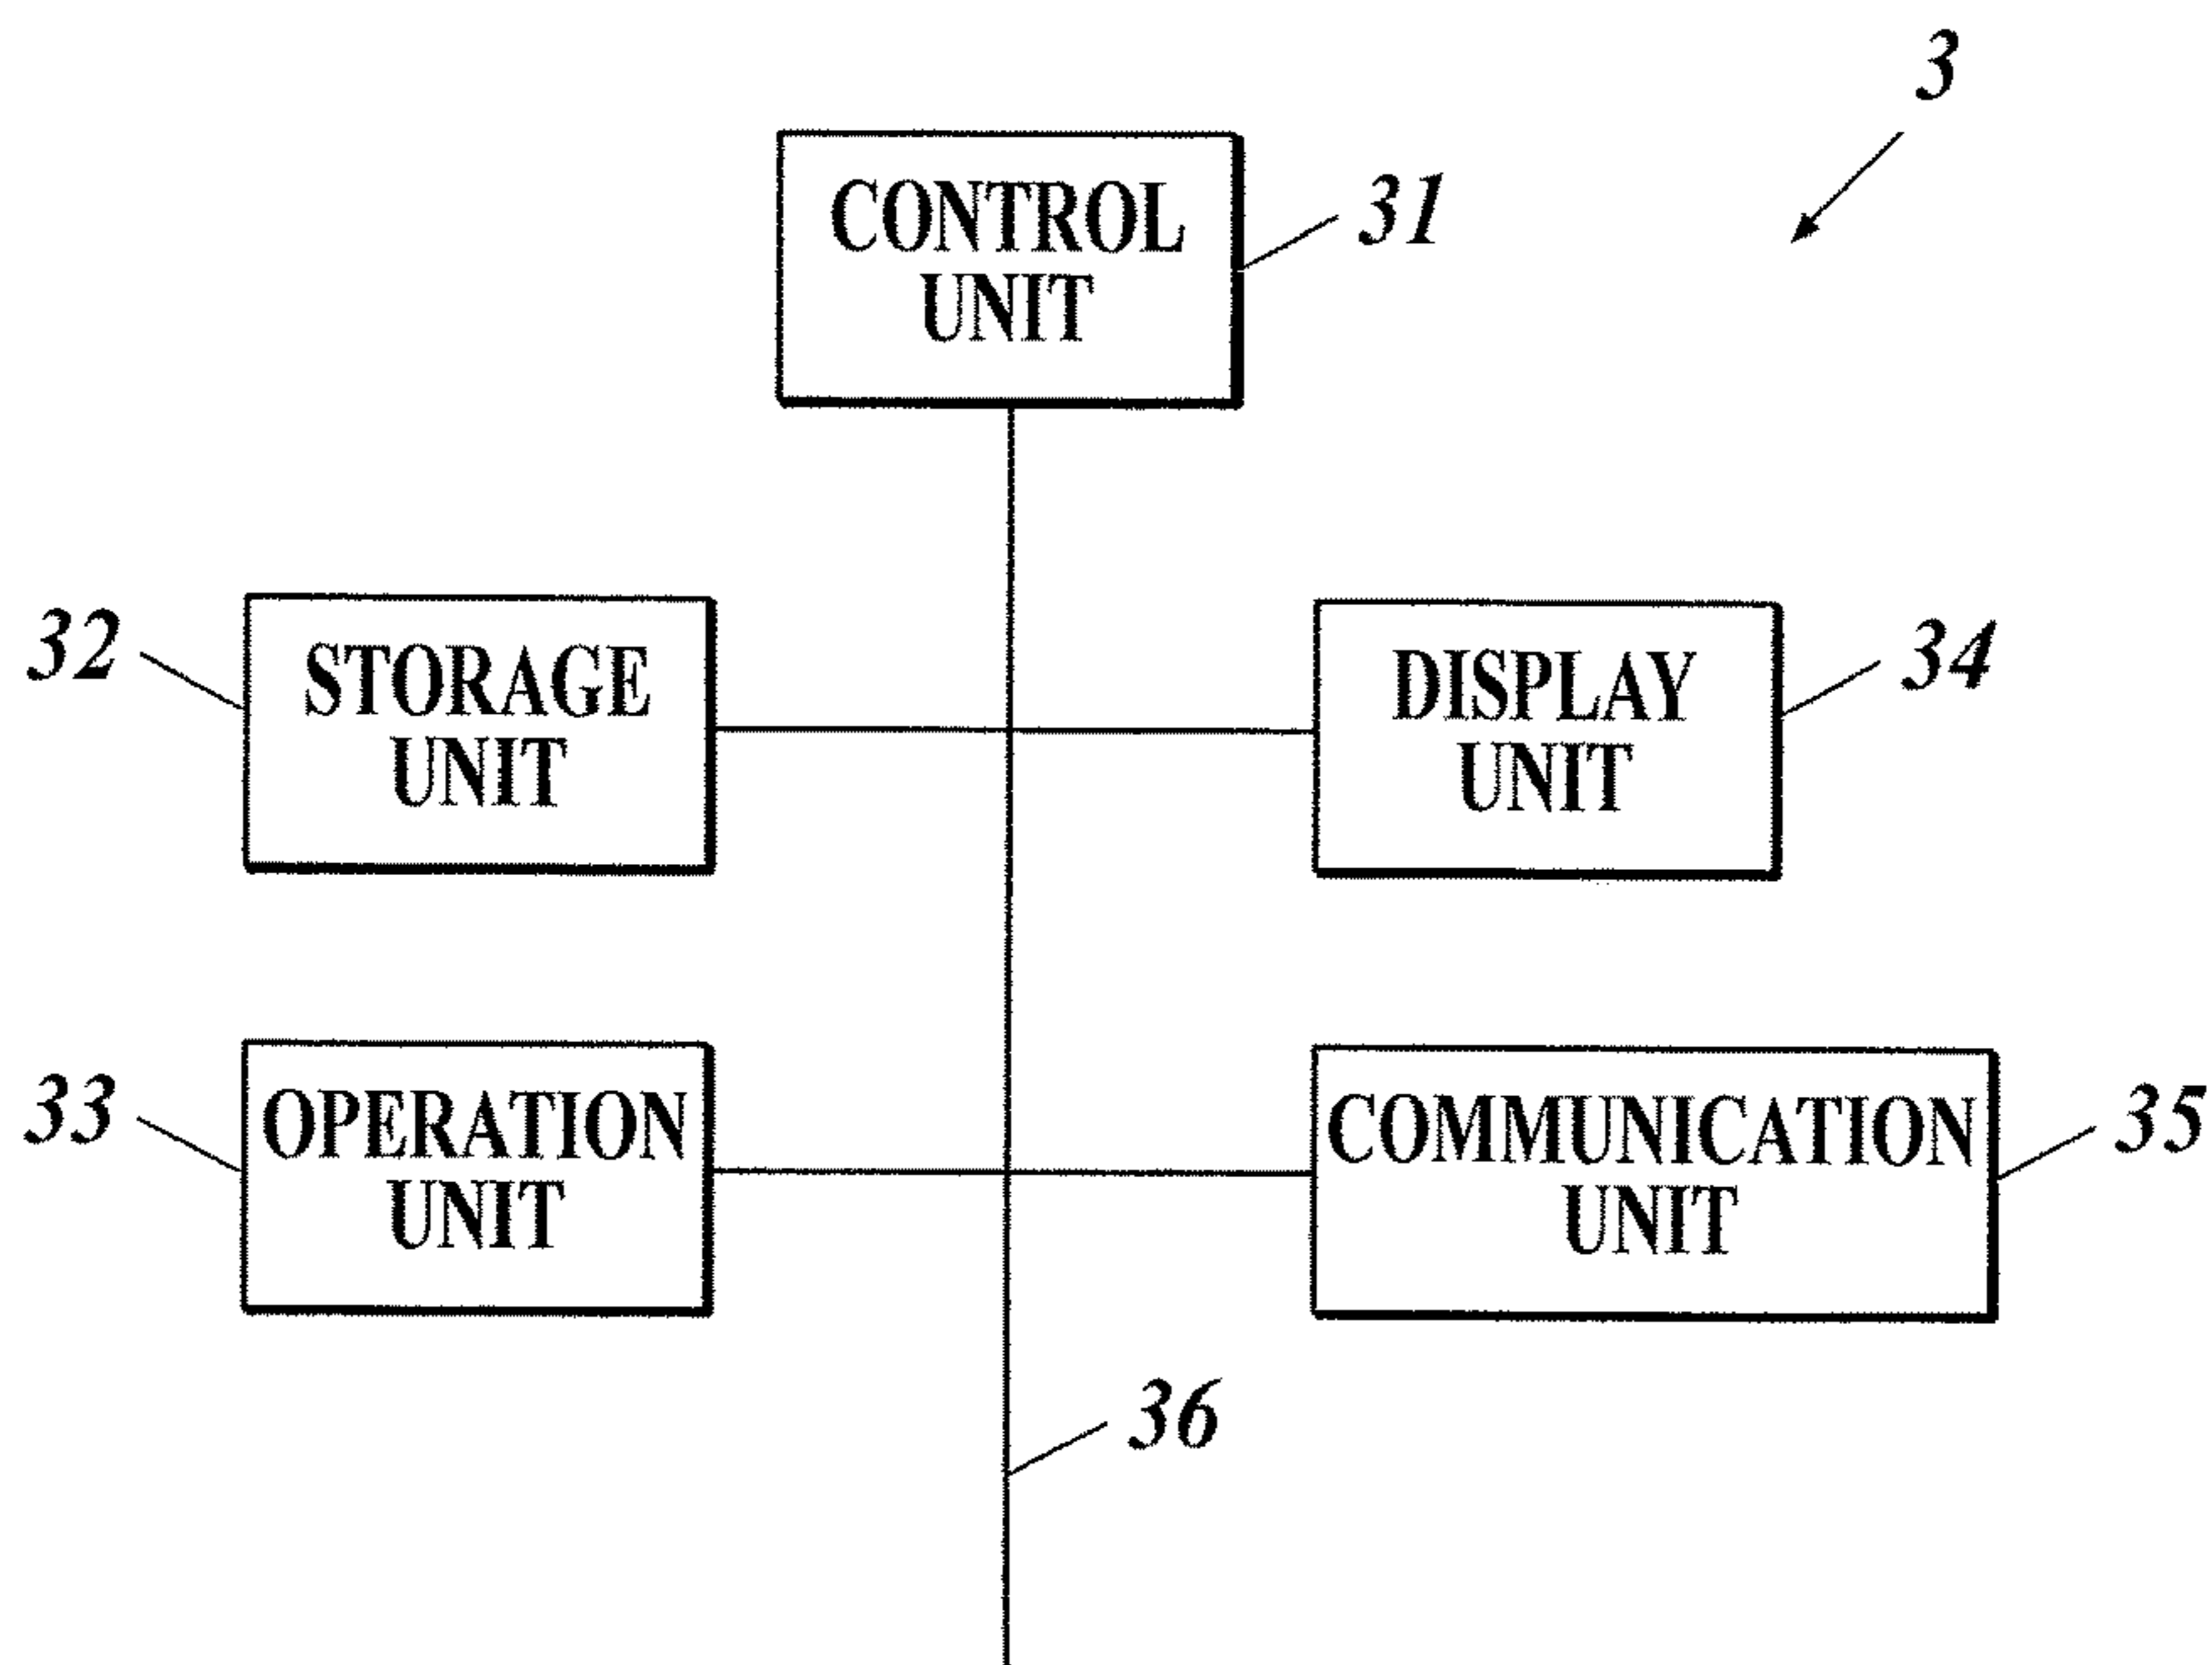 3
CONTROL
UNIT
31
32
STORAGE
UNIT
DISPLAY
UNIT
34
33
OPERATION
UNIT
COMMUNICATION
UNIT
35
36